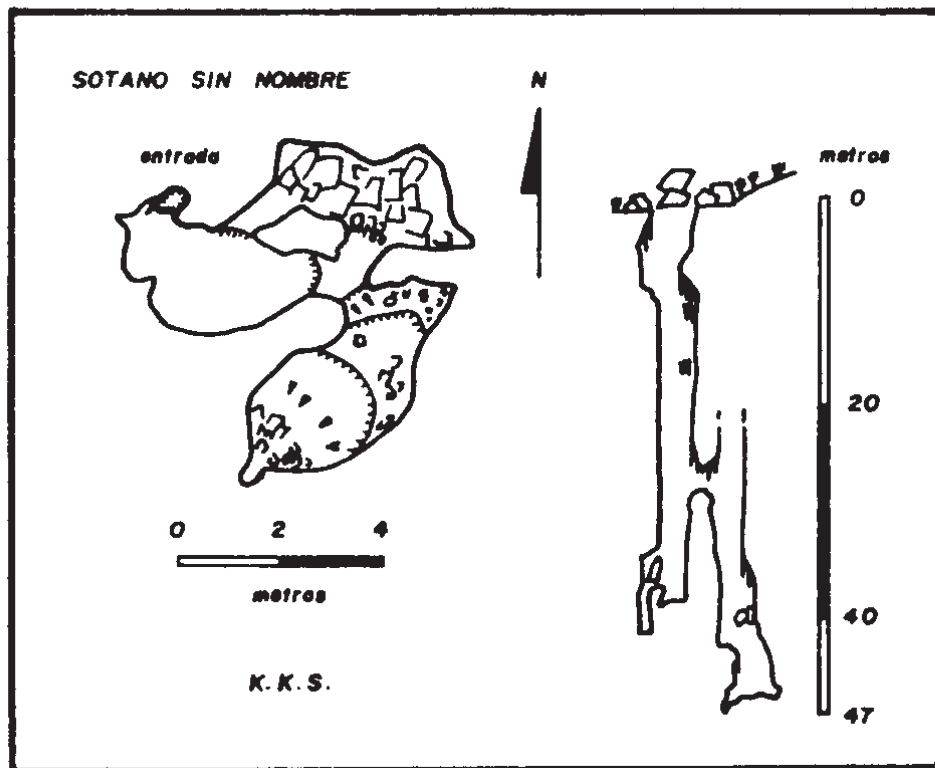 SOTANO SIN NOMBRE
N
entrada
metros
0
20
40
47
0 2 4
metros
K.K.S.